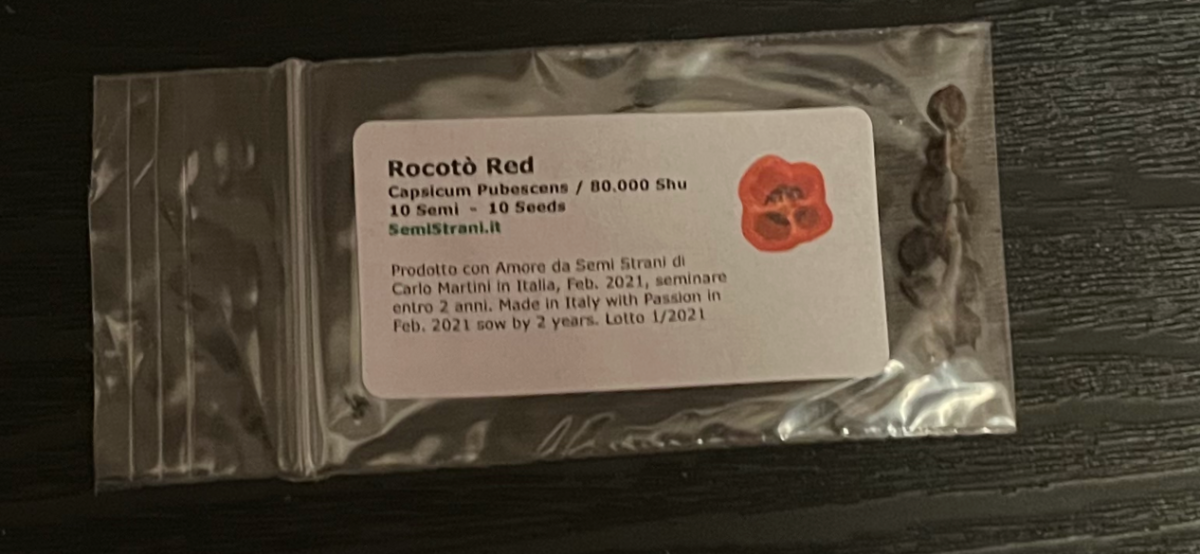 Rocotò Red
Capsicum Pubescens / 80.000 Shu
10 Semi - 10 Seeds
SemiStrani.it
Prodotto con Amore da Semi Strani di
Carlo Martini in Italia, Feb. 2021, seminare
entro 2 anni. Made in Italy with Passion in
Feb. 2021 sow by 2 years. Lotto 1/2021